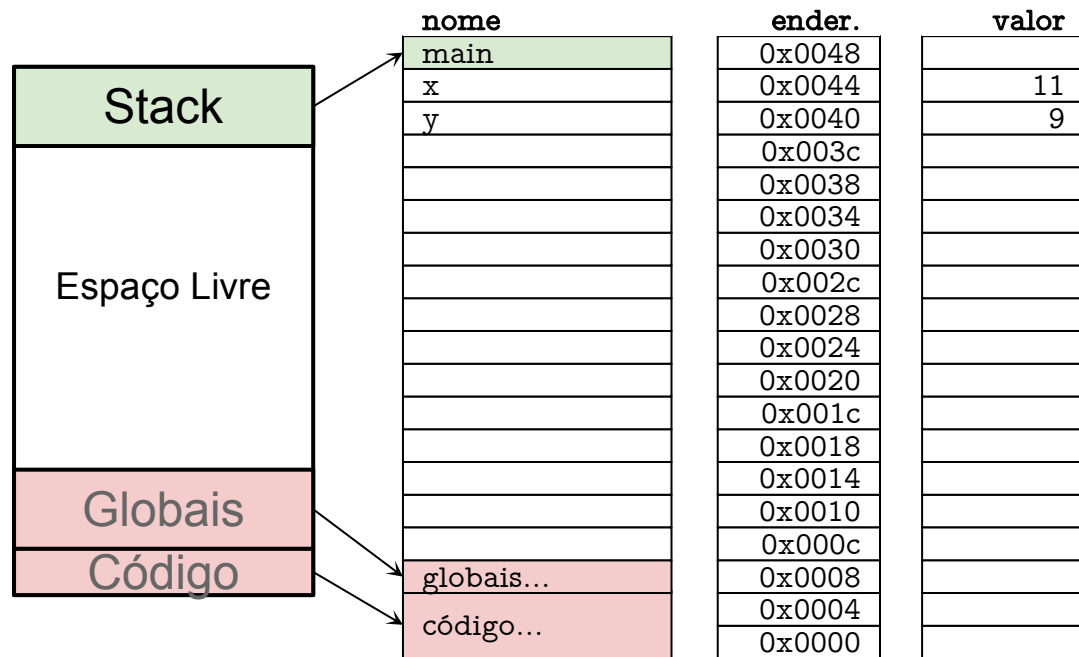 nome ender. valor
main 0x0048
Stack
x 0x0044 11
y 0x0040 9
0x003c
0x0038
0x0034
0x0030
Espaço Livre
0x002c
0x0028
0x0024
0x0020
0x001c
0x0018
0x0014
Globais
0x0010
0x000c
Código
globais... 0x0008
código... 0x0004
0x0000